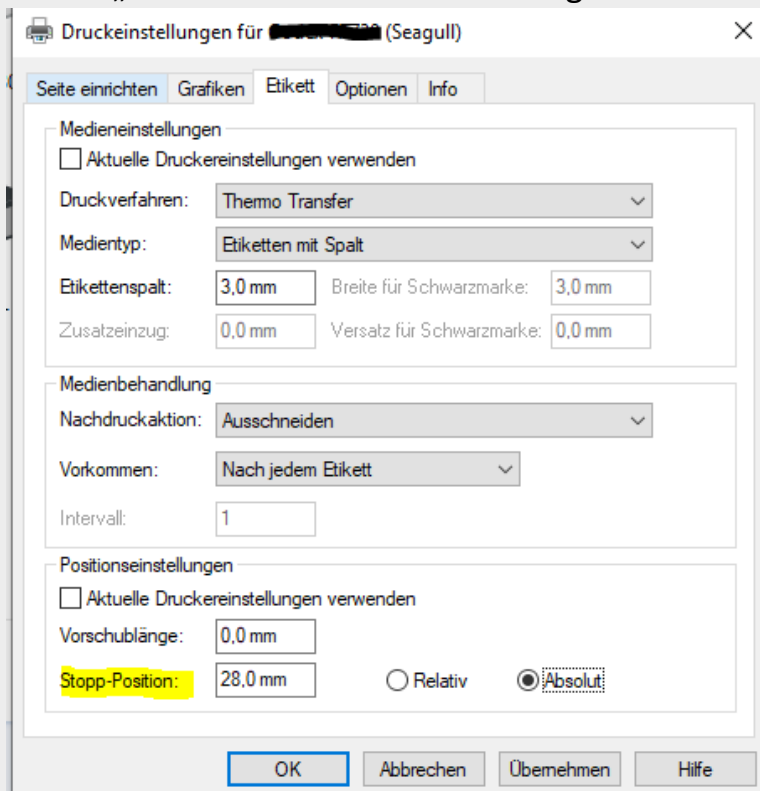 Druckeinstellungen für (Seagull)
Seite einrichten Grafiken Etikett Optionen Info
Medieneinstellungen
Aktuelle Druckereinstellungen verwenden
Druckverfahren: Thermo Transfer
Medientyp: Etiketten mit Spalt
Etikettenspalt: 3,0 mm Breite für Schwarzmarke: 3,0 mm
Zusatzeinzug: 0,0 mm Versatz für Schwarzmarke: 0,0 mm
Medienbehandlung
Nachdruckaktion: Ausschneiden
Vorkommen: Nach jedem Etikett
Intervall: 1
Positionseinstellungen
Aktuelle Druckereinstellungen verwenden
Vorschublänge: 0,0 mm
Stopp-Position: 28,0 mm Relativ Absolut
OK Abbrechen Übernehmen Hilfe